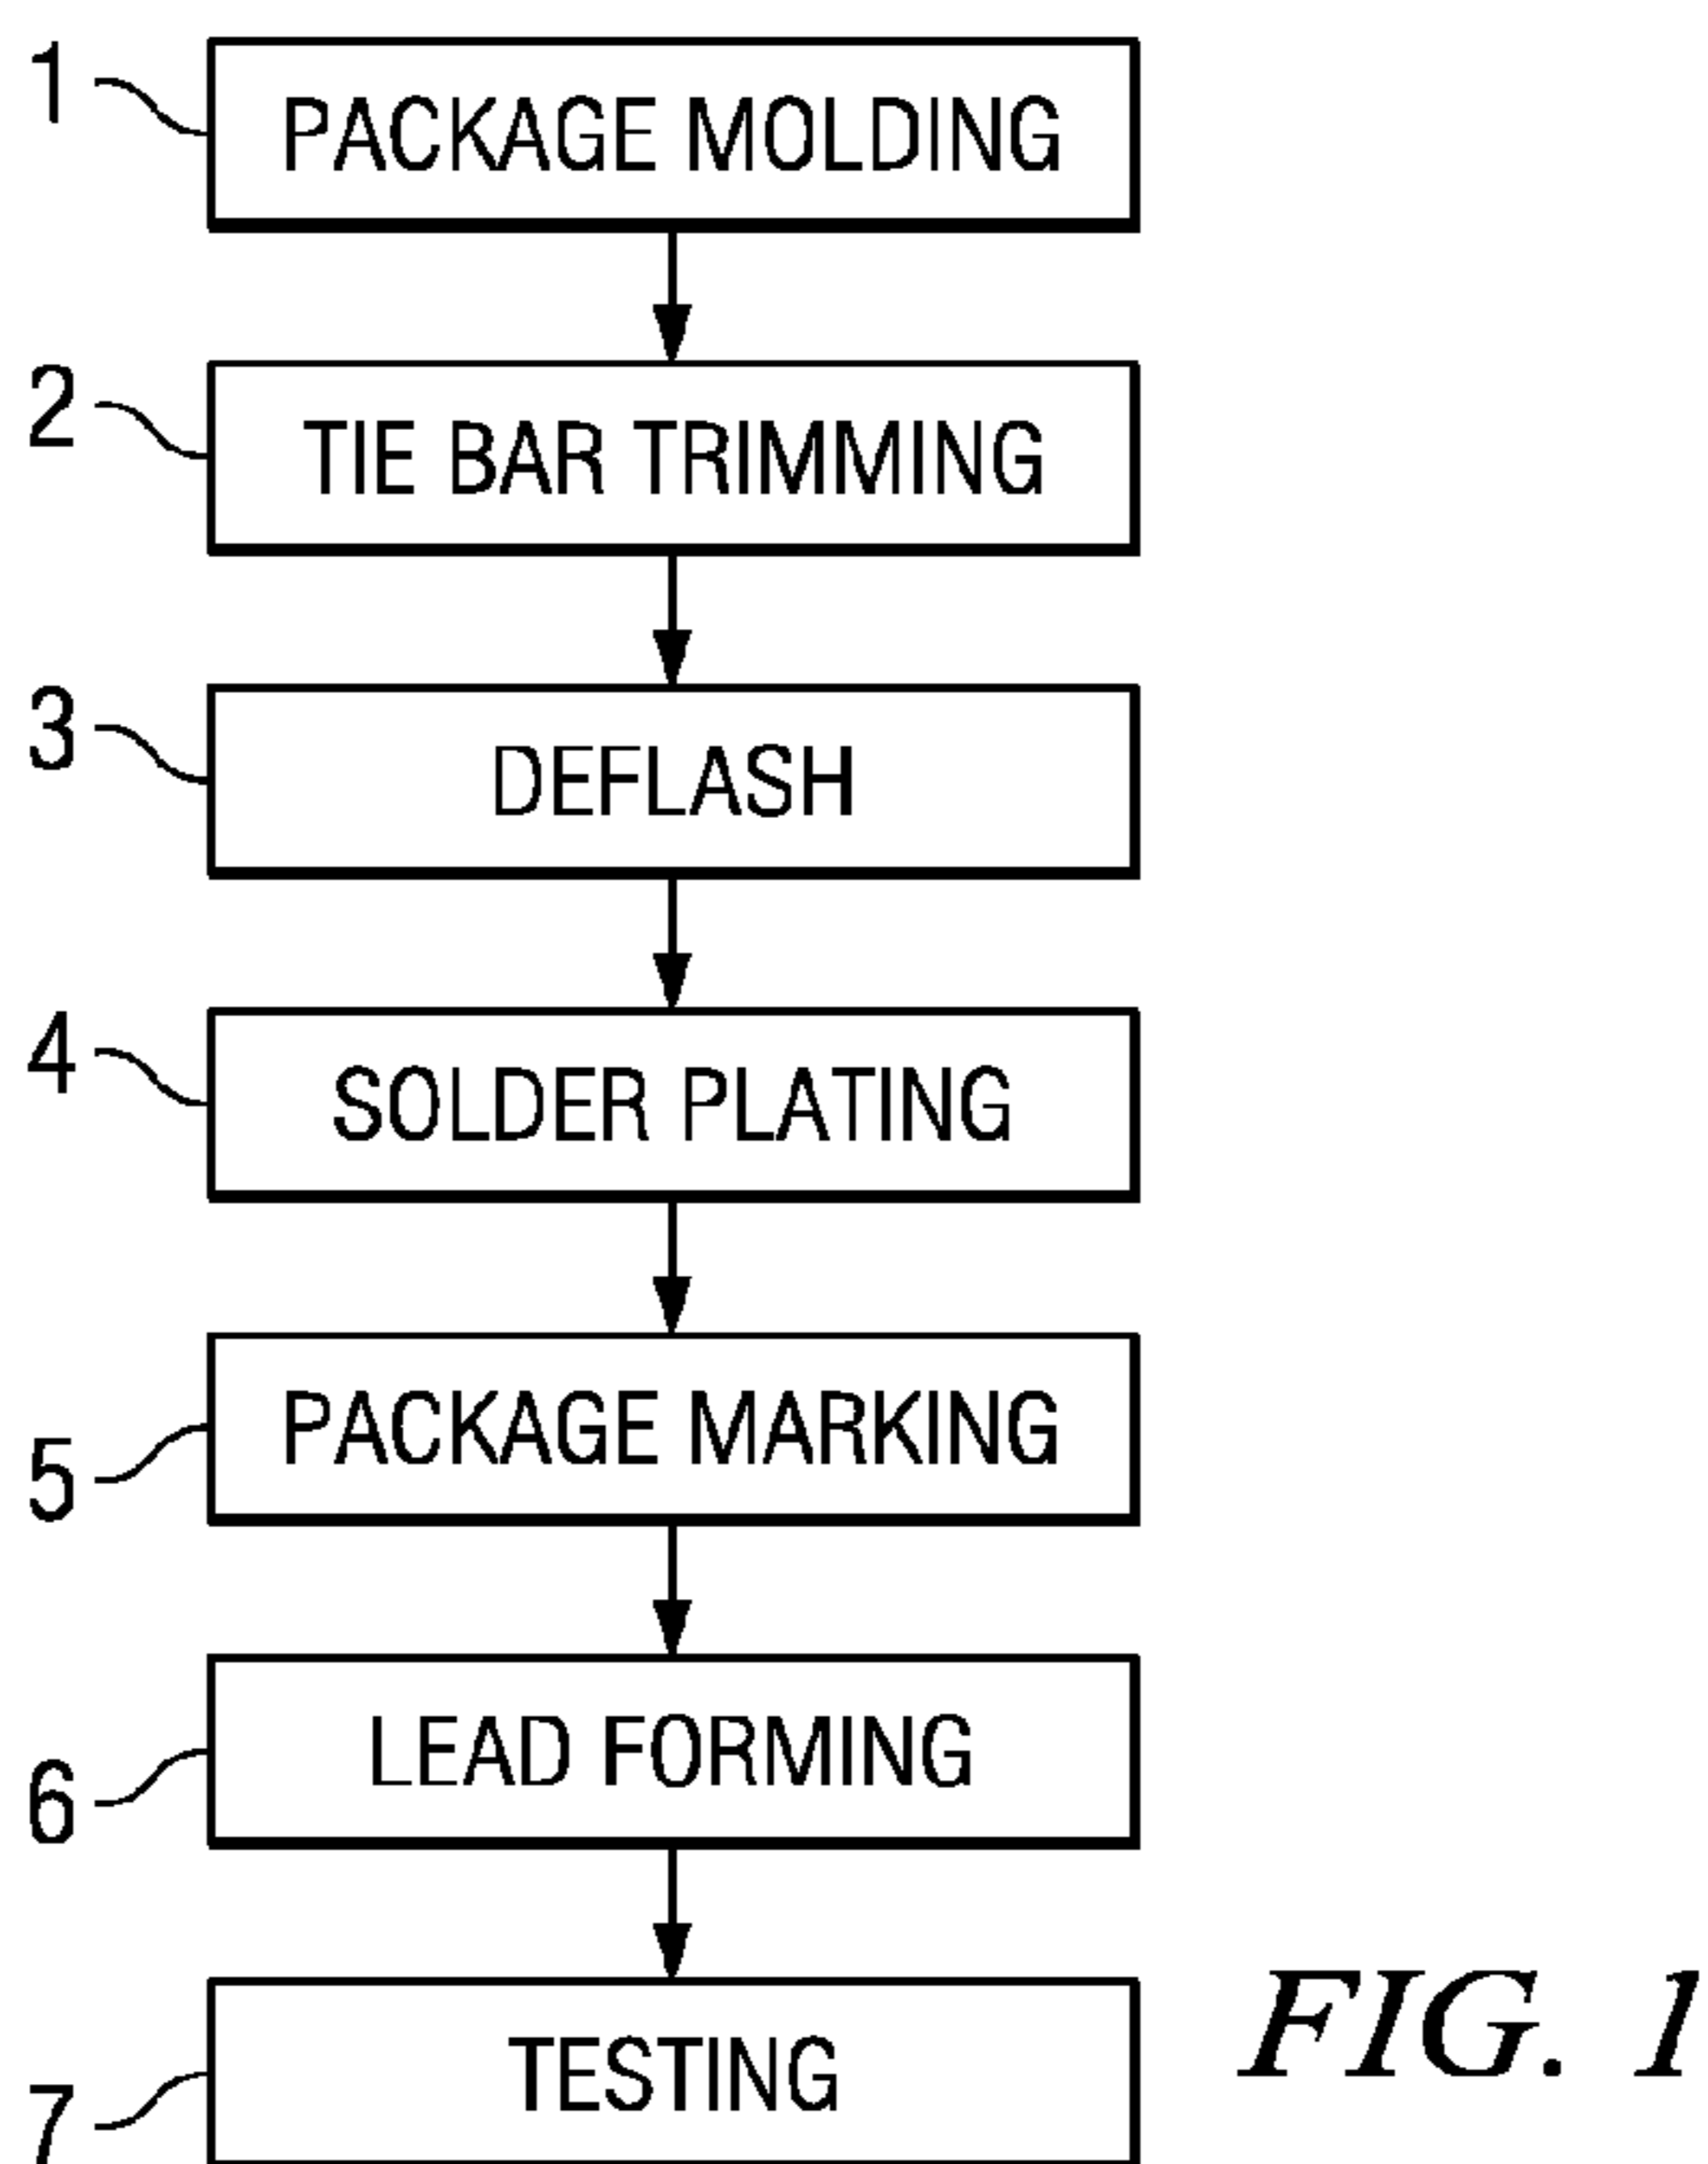 1 PACKAGE MOLDING
2 TIE BAR TRIMMING
3 DEFLASH
4 SOLDER PLATING
5 PACKAGE MARKING
6 LEAD FORMING
7 TESTING
FIG. 1